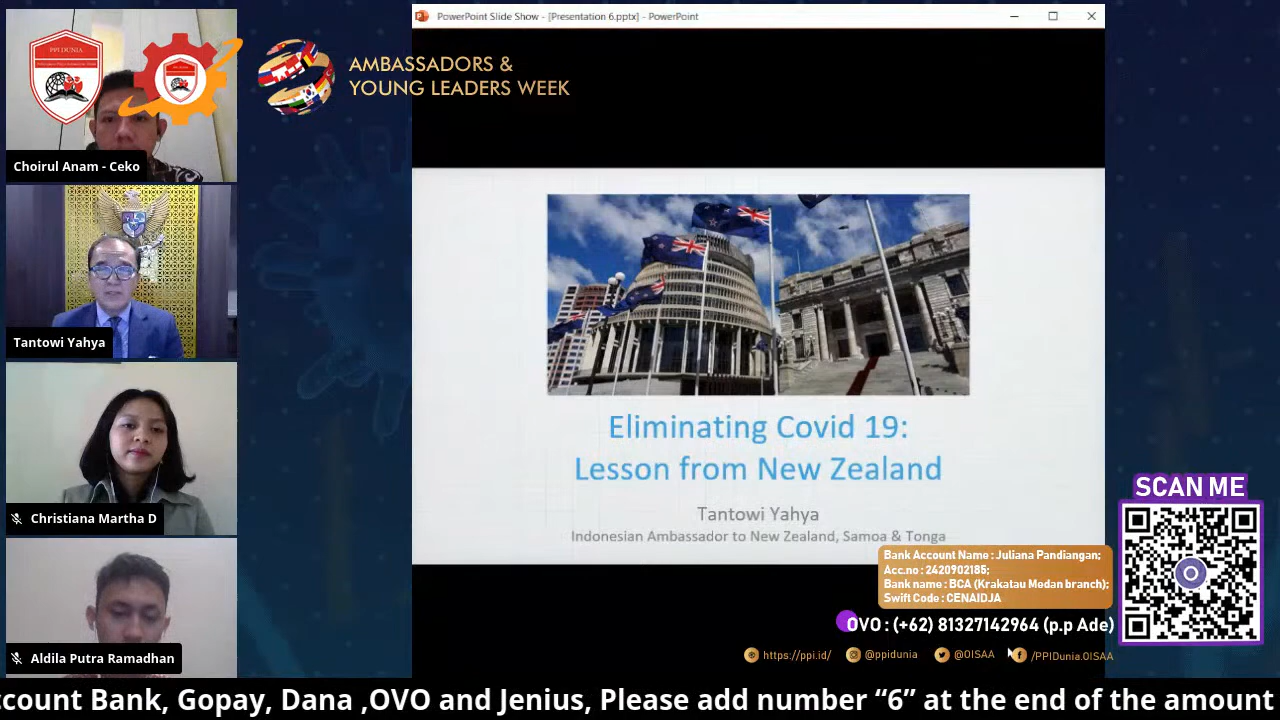 PowerPoint Slide Show - [Presentation 6.pptx] - PowerPoint
PPI DUNIA
AMBASSADORS &
YOUNG LEADERS WEEK
Choirul Anam - Ceko
Tantowi Yahya
Christiana Martha D
Aldila Putra Ramadhan
Eliminating Covid 19:
Lesson from New Zealand
Tantowi Yahya
Indonesian Ambassador to New Zealand, Samoa & Tonga
SCAN ME
Bank Account Name : Juliana Pandiangan;
Acc.no : 2420902185;
Bank name : BCA (Krakatau Medan branch);
Swift Code : CENAIDJA
OVO : (+62) 81327142964 (p.p Ade)
https://ppi.id/ @ppidunia @OISAA /PPIDunia.OISAA
ccount Bank, Gopay, Dana ,OVO and Jenius, Please add number “6” at the end of the amount